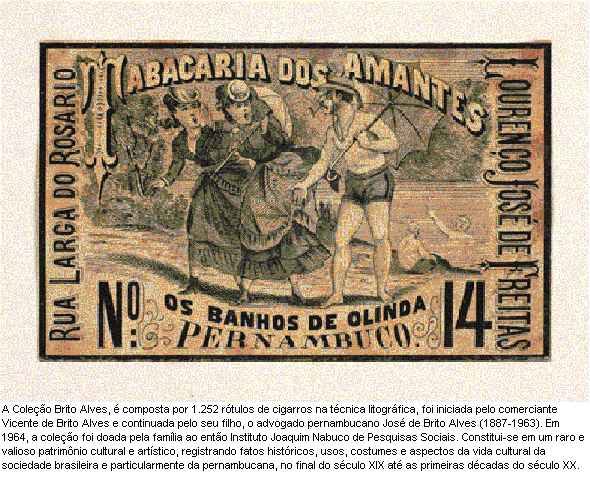 TABACARIA DOS AMANTES
RUA LARGA DO ROSARIO
LOURENÇO JOSÉ DE FREITAS
Nº: 14
OS BANHOS DE OLINDA
PERNAMBUCO.
A Coleção Brito Alves, é composta por 1.252 rótulos de cigarros na técnica litográfica, foi iniciada pelo comerciante
Vicente de Brito Alves e continuada pelo seu filho, o advogado pernambucano José de Brito Alves (1887-1963). Em
1964, a coleção foi doada pela família ao então Instituto Joaquim Nabuco de Pesquisas Sociais. Constitui-se em um raro e
valioso patrimônio cultural e artístico, registrando fatos históricos, usos, costumes e aspectos da vida cultural da
sociedade brasileira e particularmente da pernambucana, no final do século XIX até as primeiras décadas do século XX.